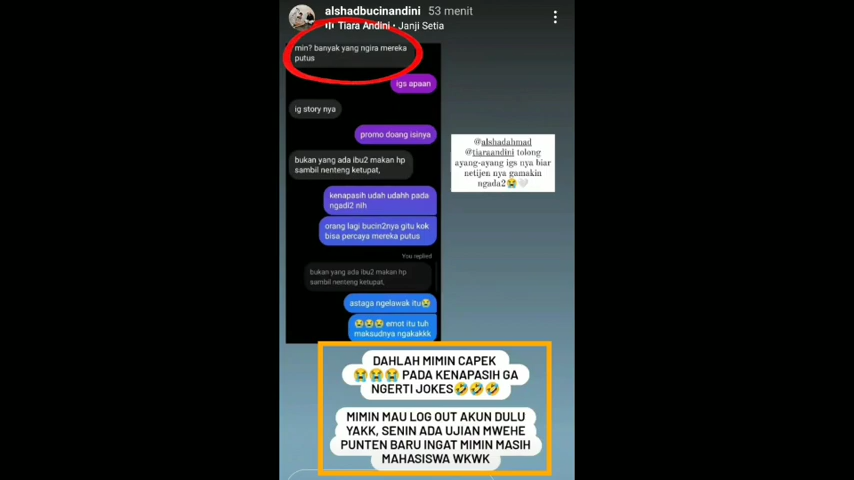 alshadbucinandini 53 menit
Tiara Andini • Janji Setia
min? banyak yang ngira mereka
putus
igs apaan
ig story nya
promo doang isinya
bukan yang ada ibu2 makan hp
sambil nenteng ketupat,
kenapasih udah udahh pada
ngadi2 nih
orang lagi bucin2nya gitu kok
bisa percaya mereka putus
You replied
bukan yang ada ibu2 makan hp
sambil nenteng ketupat,
astaga ngelawak itu😭
😭😭😭 emot itu tuh
maksudnya ngakakkk
@alshadahmad
@tiaraandini tolong
ayang-ayang igs nya biar
netijen nya gamakin
ngada2😭🤍
DAHLAH MIMIN CAPEK
😭😭😭 PADA KENAPASIH GA
NGERTI JOKES🤣🤣🤣
MIMIN MAU LOG OUT AKUN DULU
YAKK, SENIN ADA UJIAN MWEHE
PUNTEN BARU INGAT MIMIN MASIH
MAHASISWA WKWK